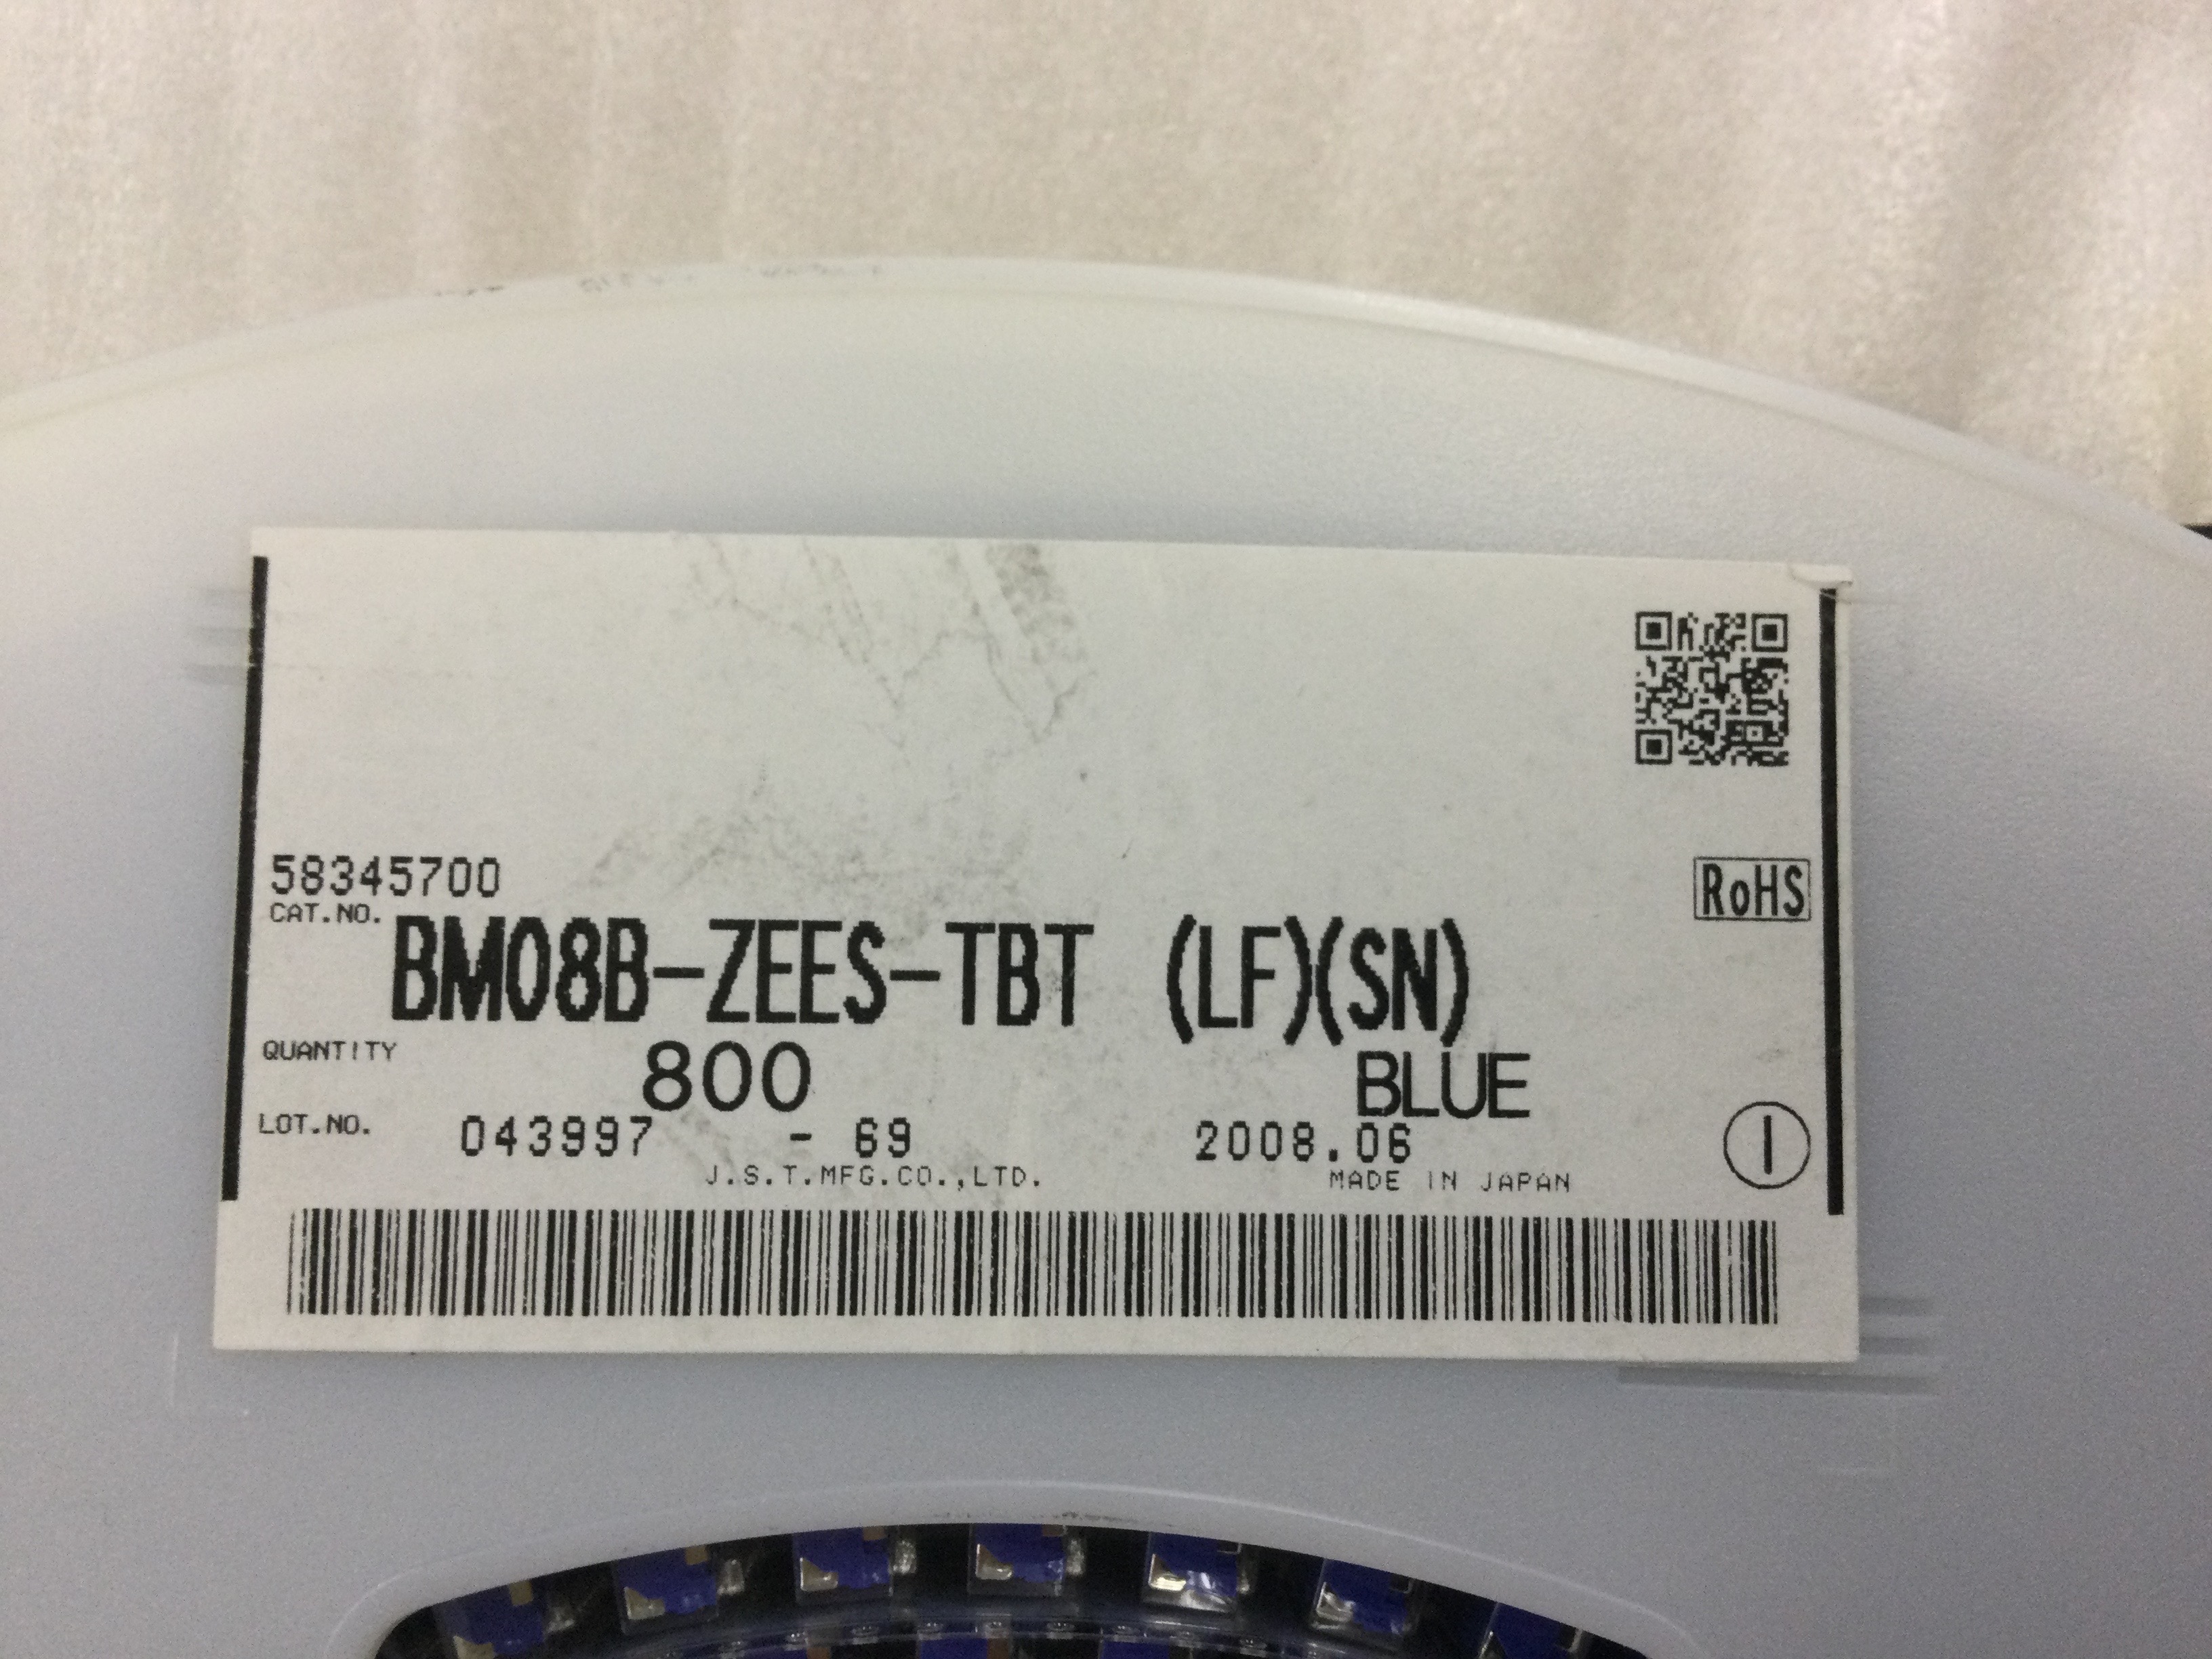 58345700
RoHS
CAT.NO.
BM08B-ZEES-TBT (LF)(SN)
QUANTITY 800 BLUE
LOT.NO. 043997 - 69 2008.06
J.S.T.MFG.CO.,LTD. MADE IN JAPAN